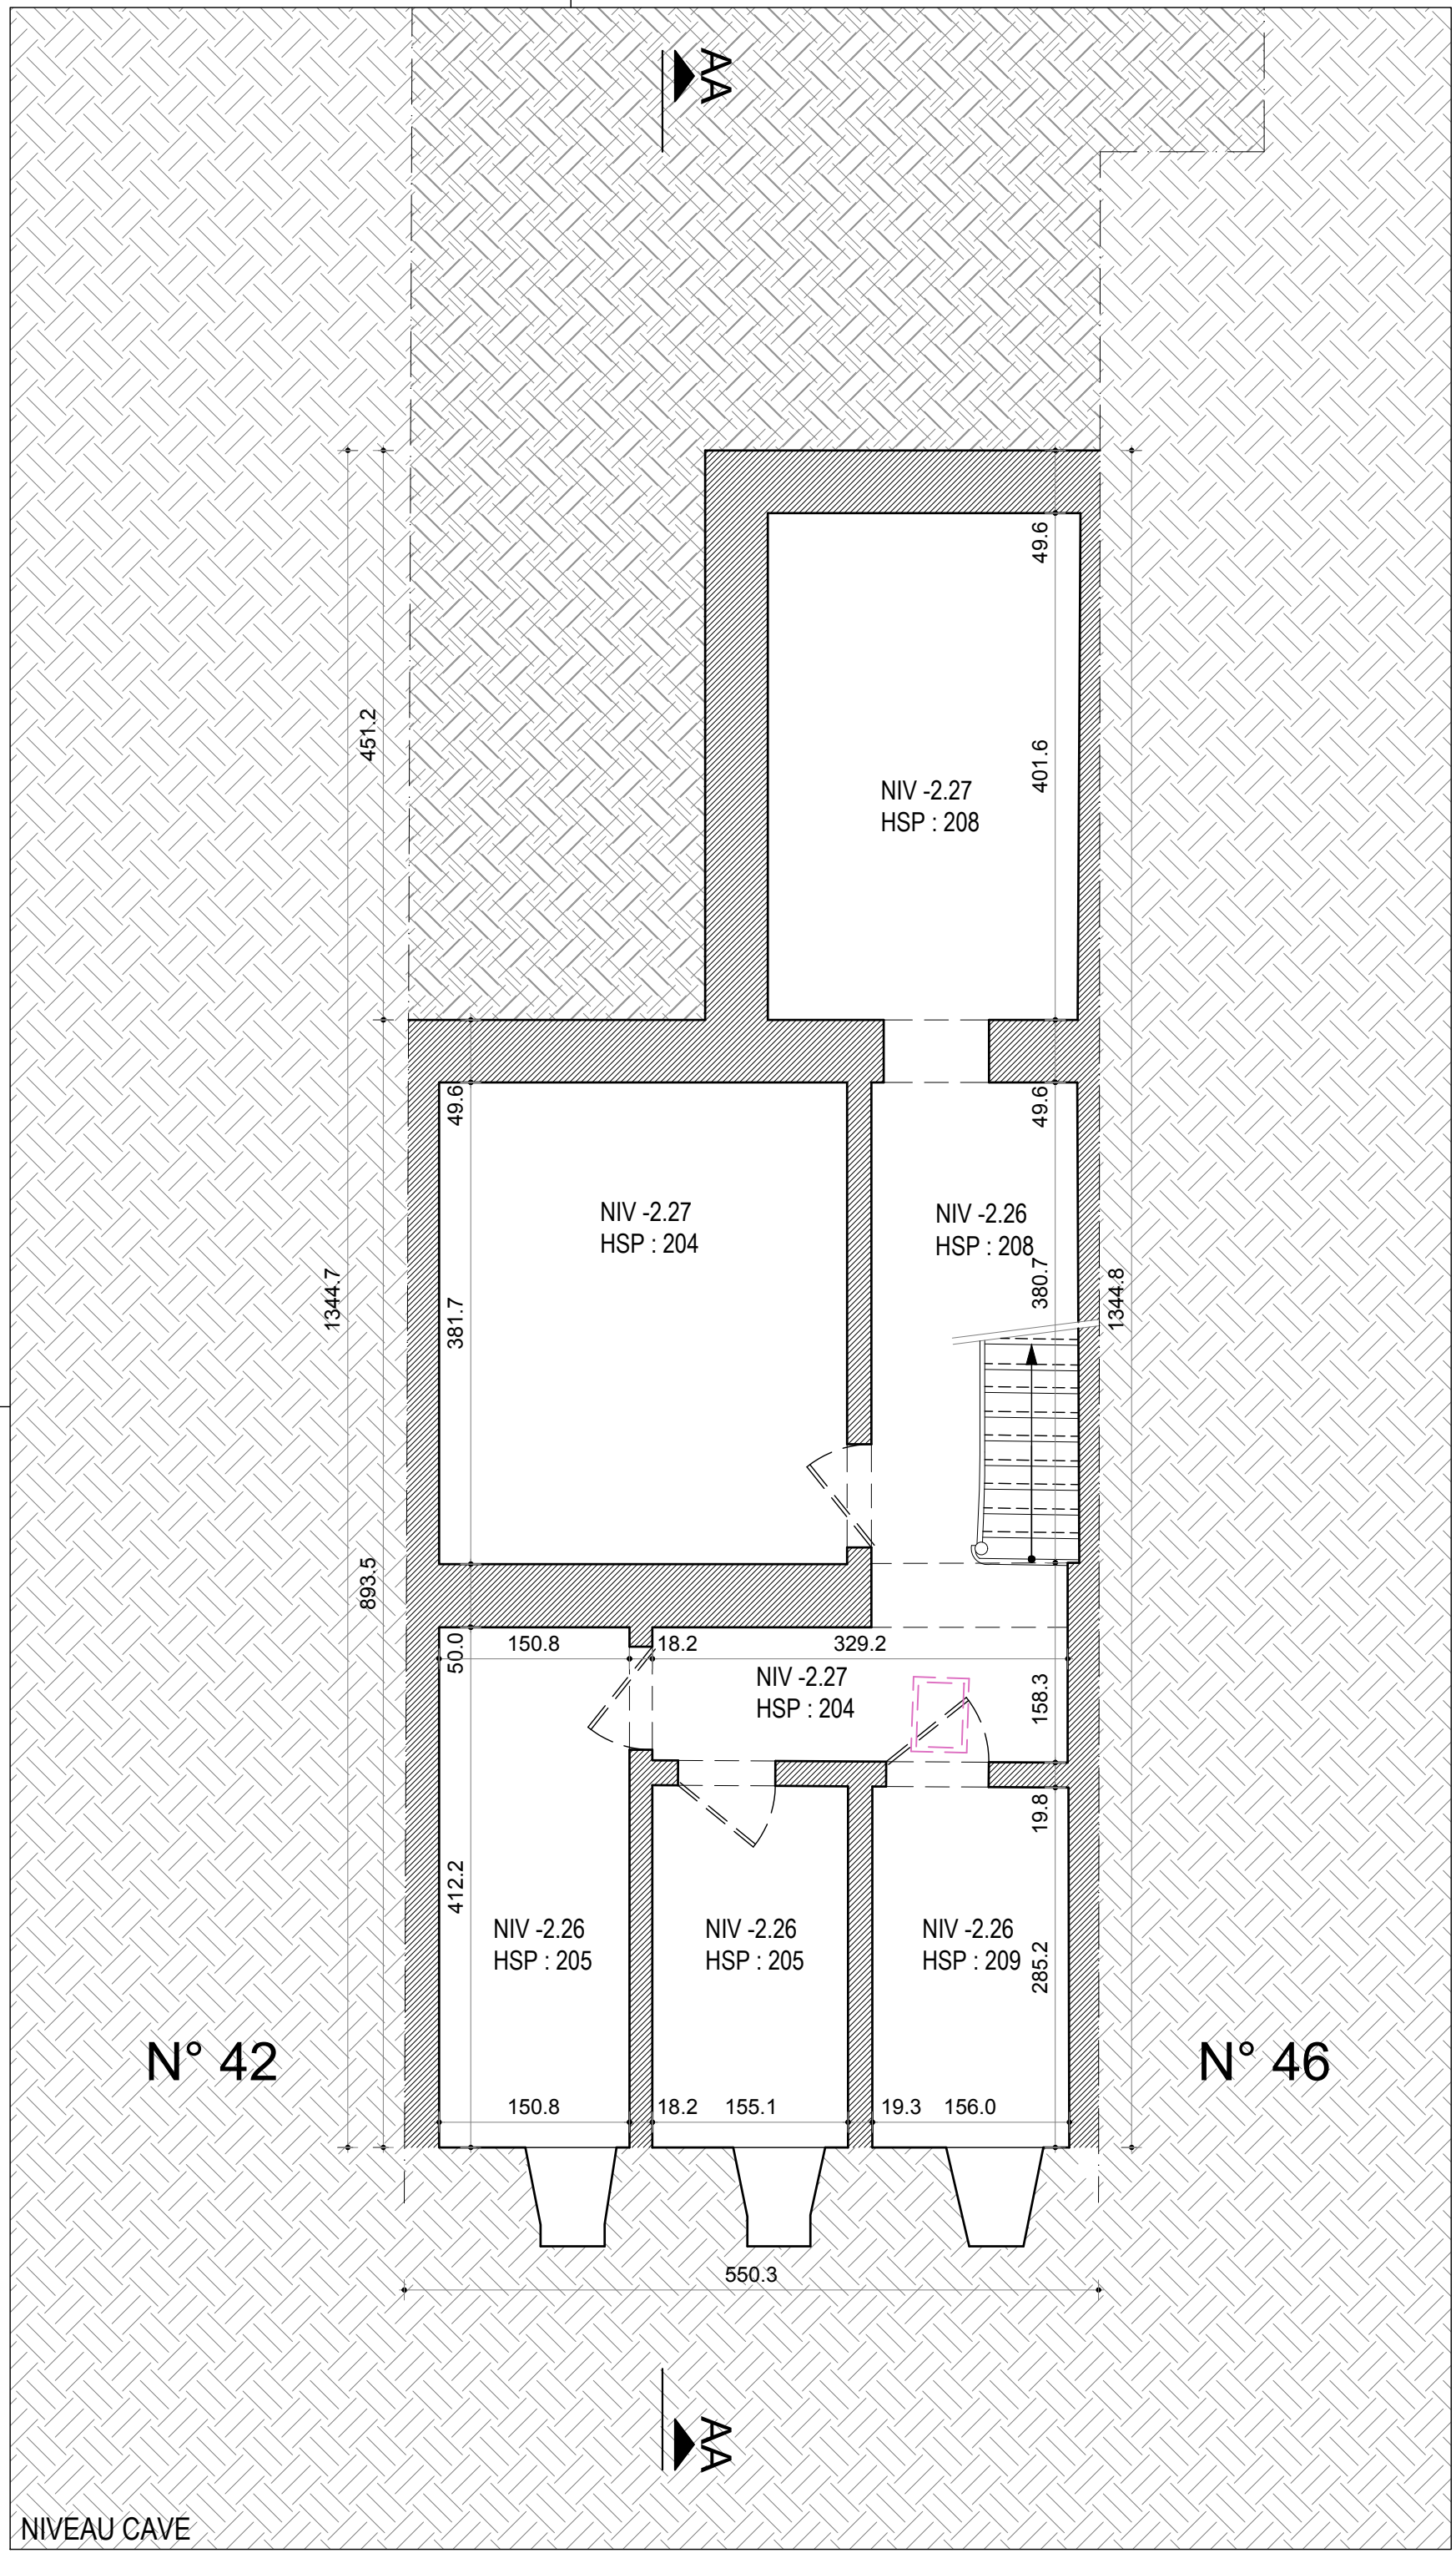 AA
49.6
451.2
401.6
NIV -2.27
HSP : 208
49.6
49.6
NIV -2.27
HSP : 204
NIV -2.26
HSP : 208
380.7
1344.7
1344.8
381.7
893.5
50.0
150.8
18.2
329.2
NIV -2.27
HSP : 204
158.3
19.8
412.2
NIV -2.26
HSP : 205
NIV -2.26
HSP : 205
NIV -2.26
HSP : 209
285.2
N° 42
N° 46
150.8
18.2
155.1
19.3
156.0
550.3
AA
NIVEAU CAVE